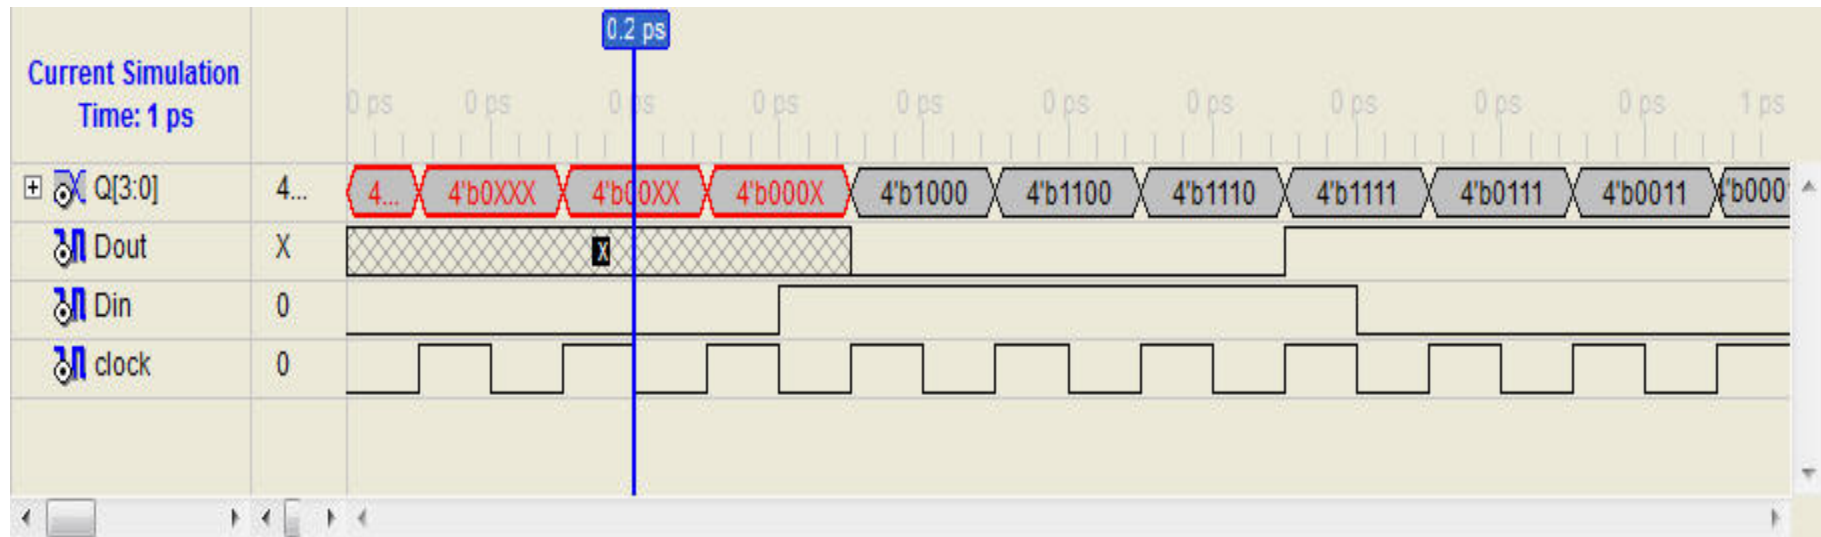 0.2 ps
Current Simulation
Time: 1 ps
0 ps 0 ps 0 ps 0 ps 0 ps 0 ps 0 ps 0 ps 0 ps 0 ps 1 ps
Q[3:0] 4... 4... 4'b0XXX 4'b00XX 4'b000X 4'b1000 4'b1100 4'b1110 4'b1111 4'b0111 4'b0011 'b000
Dout X X
Din 0
clock 0